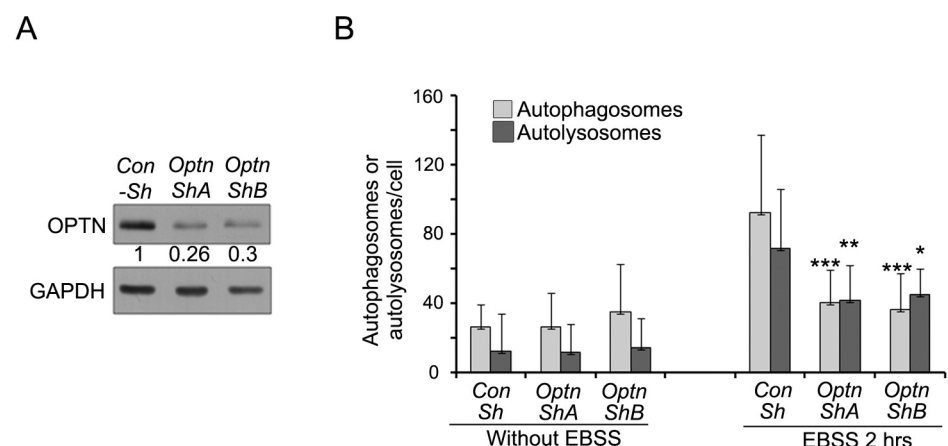 A
Con Optn Optn
-Sh ShA ShB
OPTN
1 0.26 0.3
GAPDH
B
Autophagosomes or
autolysosomes/cell
160
120
80
40
0
Autophagosomes
Autolysosomes
*** ** *** *
Con Optn Optn Con Optn Optn
Sh ShA ShB Sh ShA ShB
Without EBSS EBSS 2 hrs